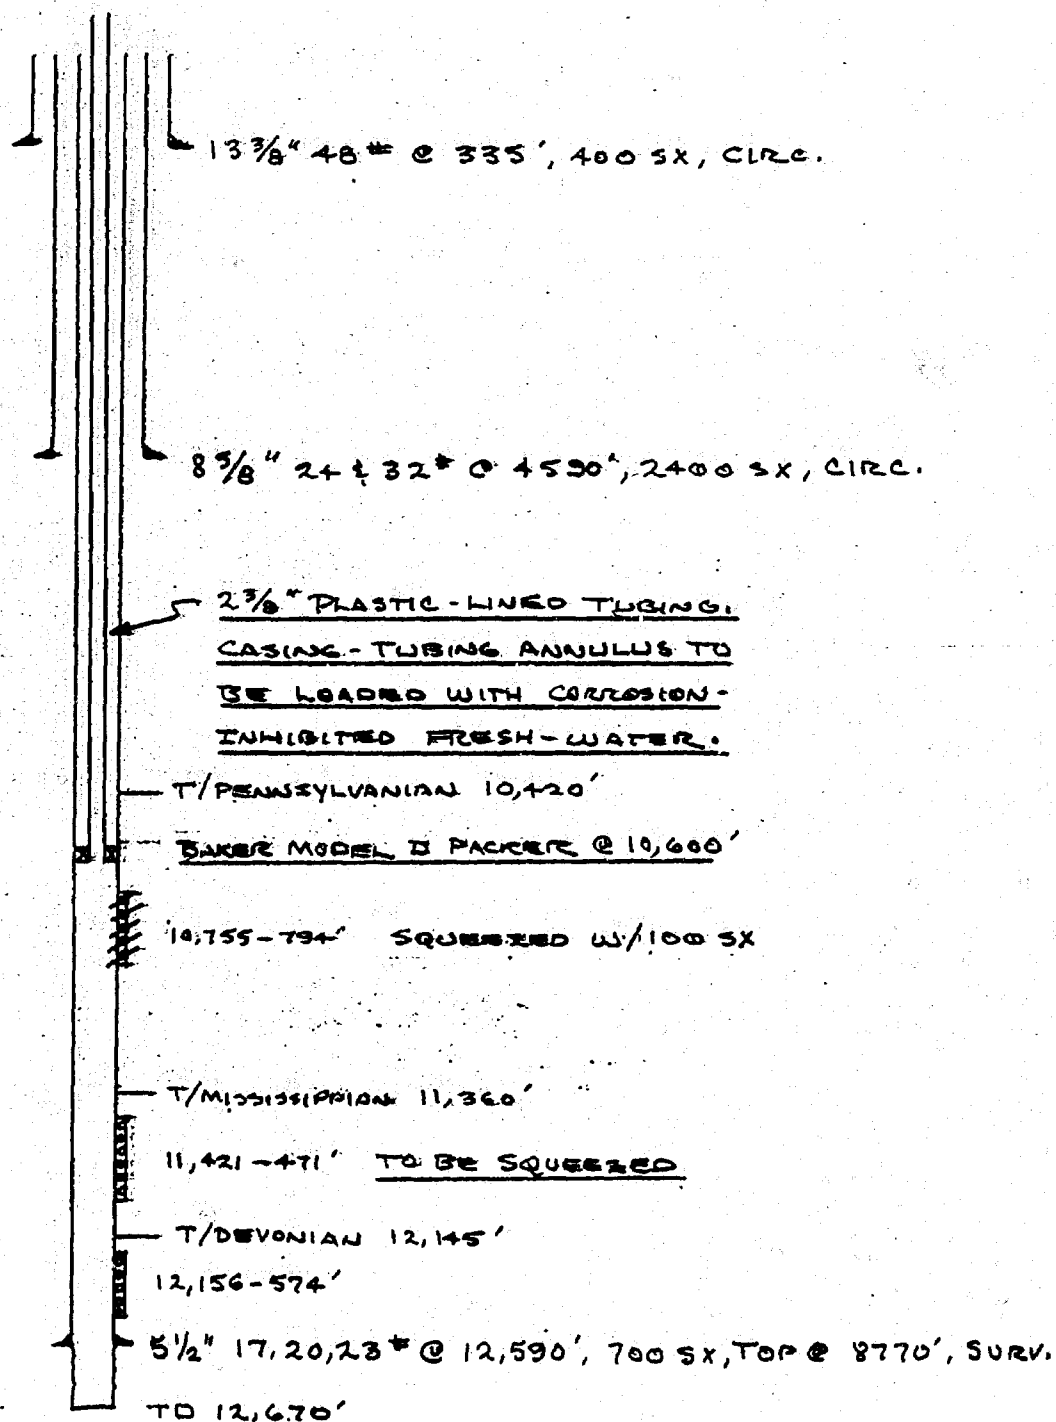 13 3/8" 48# @ 335', 400 SX, CIRC.
8 5/8" 24 & 32# @ 4590', 2400 SX, CIRC.
2 3/8" PLASTIC-LINED TUBING.
CASING-TUBING ANNULUS TO
BE LOADED WITH CORROSION-
INHIBITED FRESH-WATER.
T/PENNSYLVANIAN 10,420'
BAKER MODEL D PACKER @ 10,600'
10,755-794' SQUEEZED W/100 SX
T/MISSISSIPPIAN 11,360'
11,421-471' TO BE SQUEEZED
T/DEVONIAN 12,145'
12,156-574'
5 1/2" 17,20,23# @ 12,590', 700 SX, TOP @ 8770', SURV.
TD 12,670'